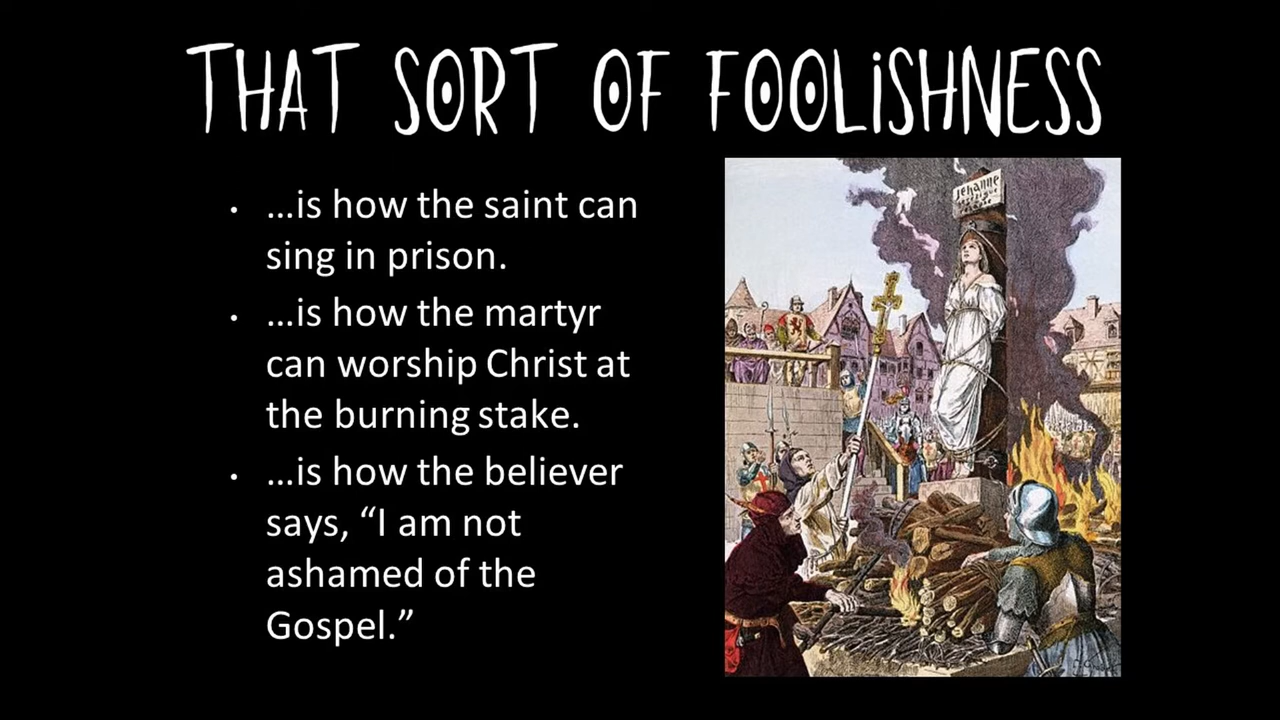 THAT SORT OF FOOLiSHNESS
• …is how the saint can
sing in prison.
• …is how the martyr
can worship Christ at
the burning stake.
• …is how the believer
says, “I am not
ashamed of the
Gospel.”
Jehanne